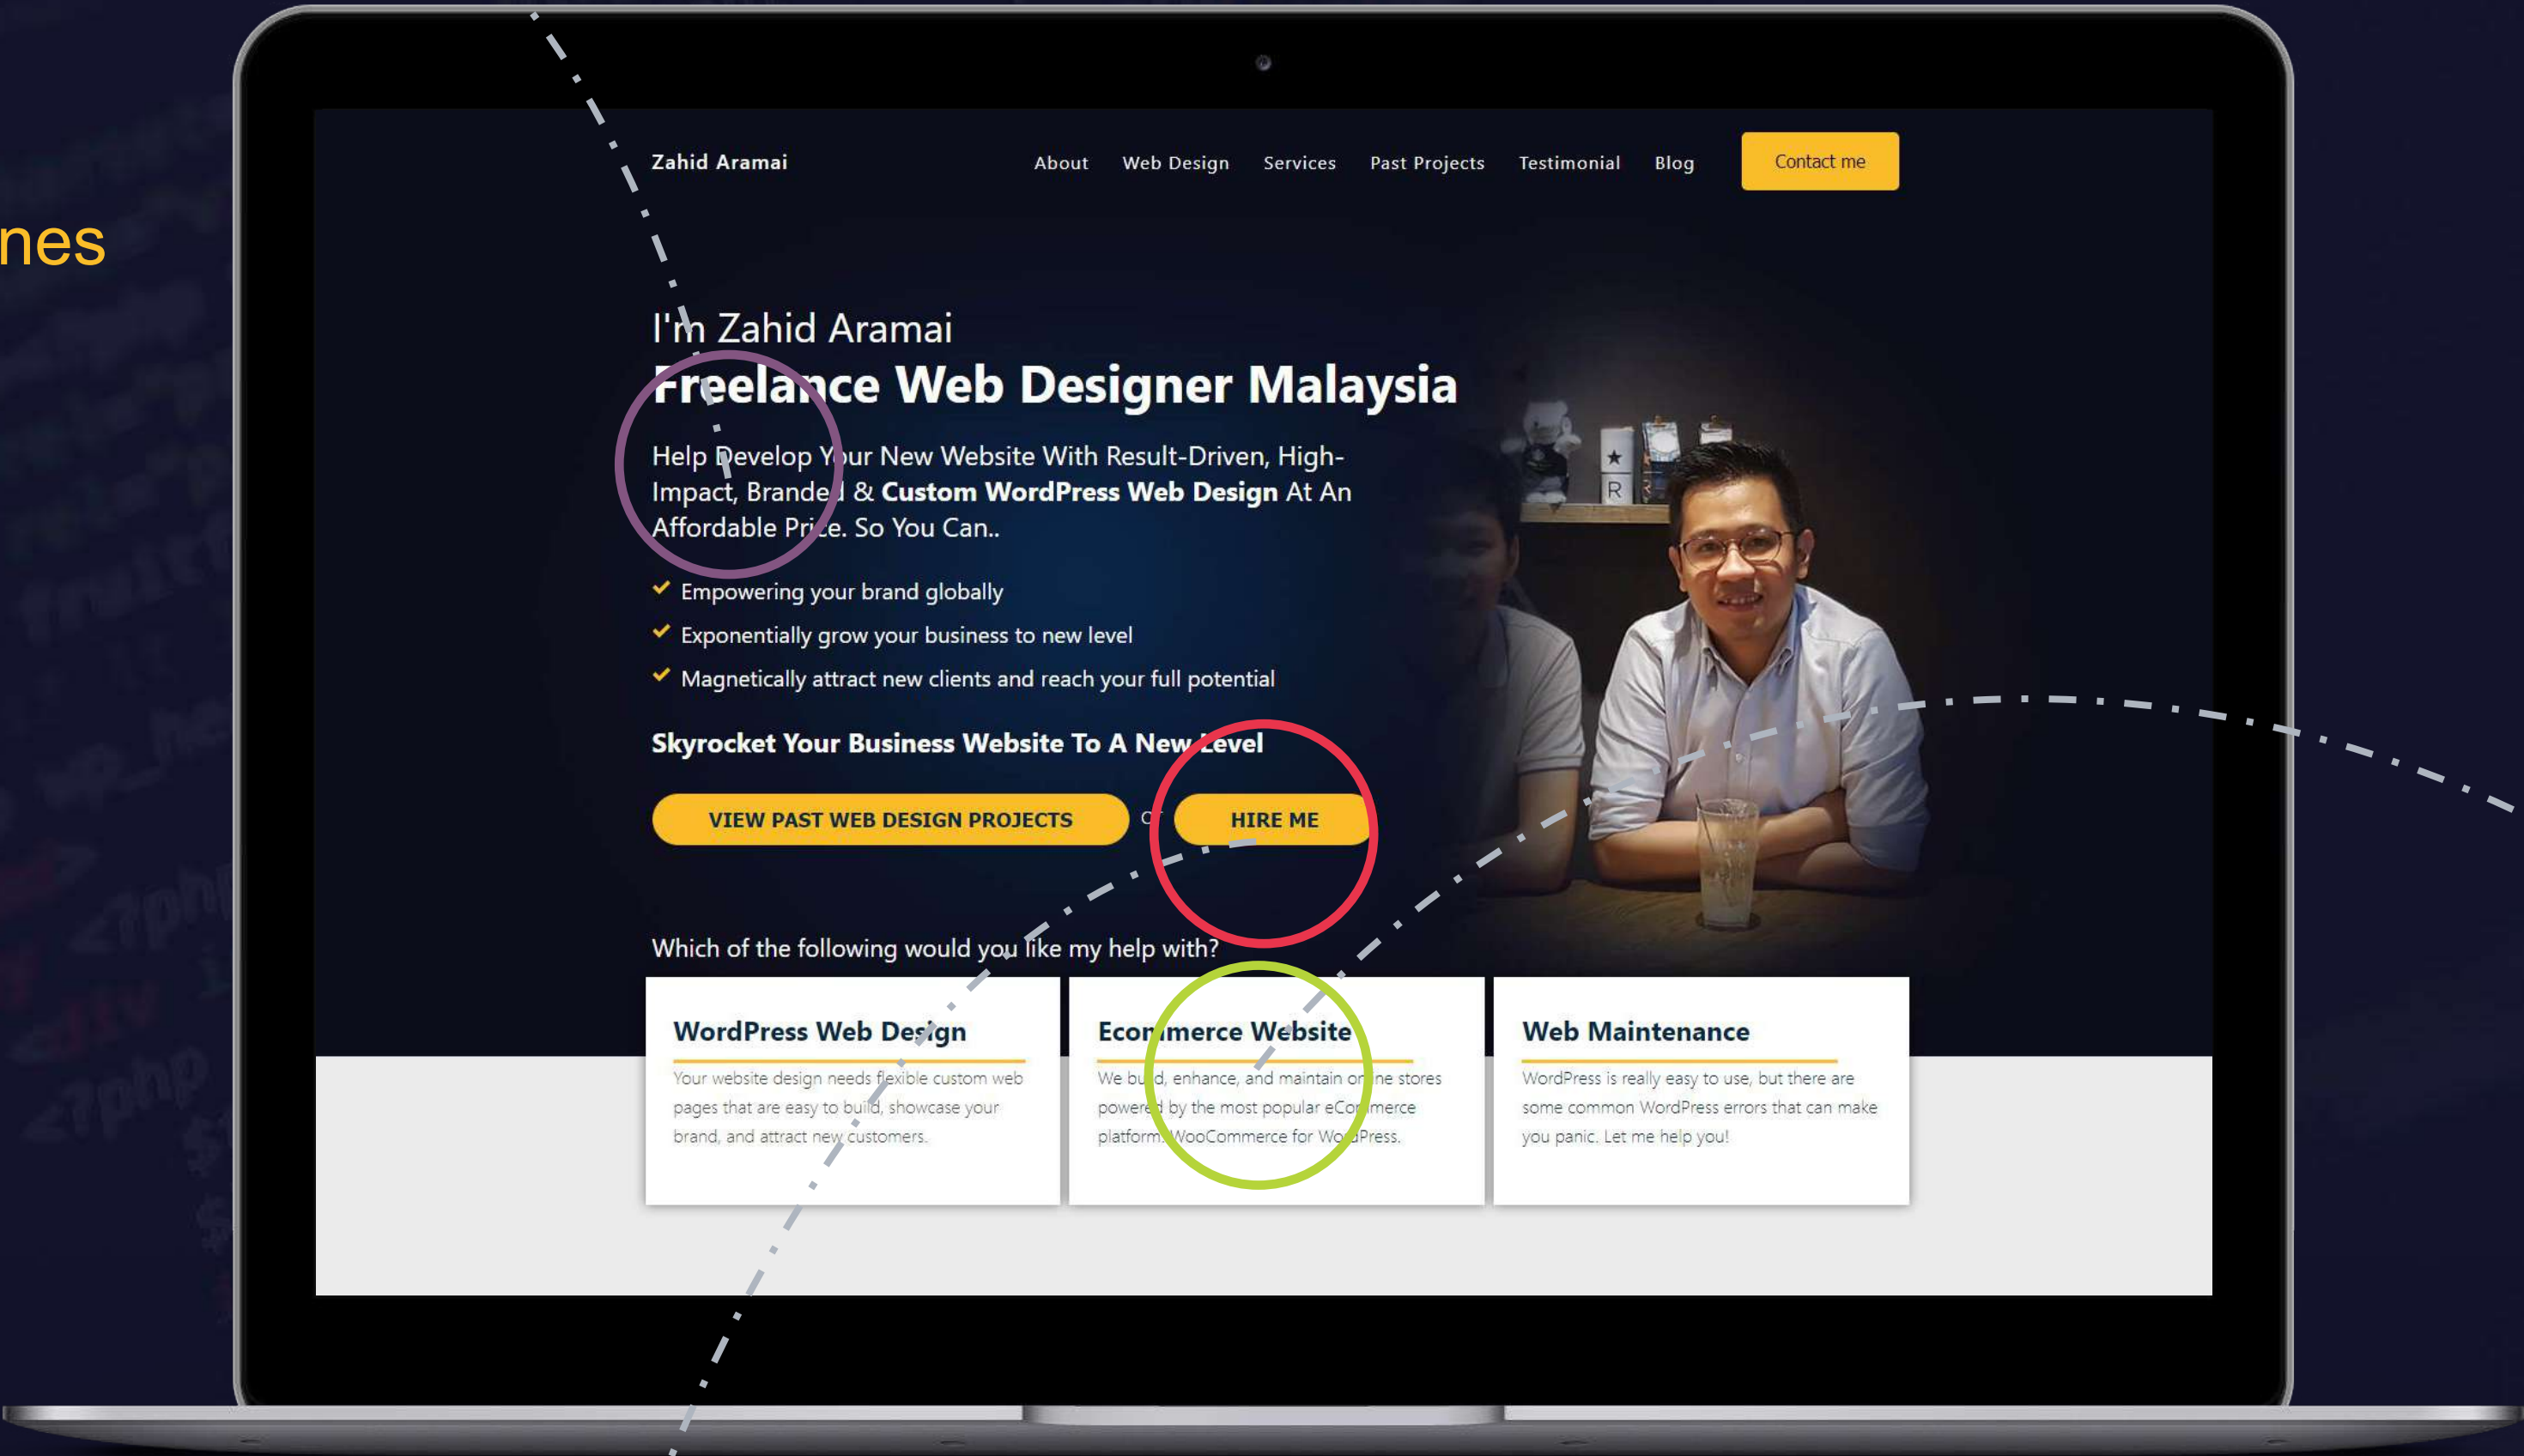 nes
Zahid Aramai
About Web Design Services Past Projects Testimonial Blog Contact me
I'm Zahid Aramai
Freelance Web Designer Malaysia
Help Develop Your New Website With Result-Driven, High-
Impact, Branded & Custom WordPress Web Design At An
Affordable Price. So You Can..
Empowering your brand globally
Exponentially grow your business to new level
Magnetically attract new clients and reach your full potential
Skyrocket Your Business Website To A New Level
VIEW PAST WEB DESIGN PROJECTS or HIRE ME
R
Which of the following would you like my help with?
WordPress Web Design
Your website design needs flexible custom web
pages that are easy to build, showcase your
brand, and attract new customers.
Ecommerce Website
We build, enhance, and maintain online stores
powered by the most popular eCommerce
platform: WooCommerce for WordPress.
Web Maintenance
WordPress is really easy to use, but there are
some common WordPress errors that can make
you panic. Let me help you!
<?php
<div
<?php